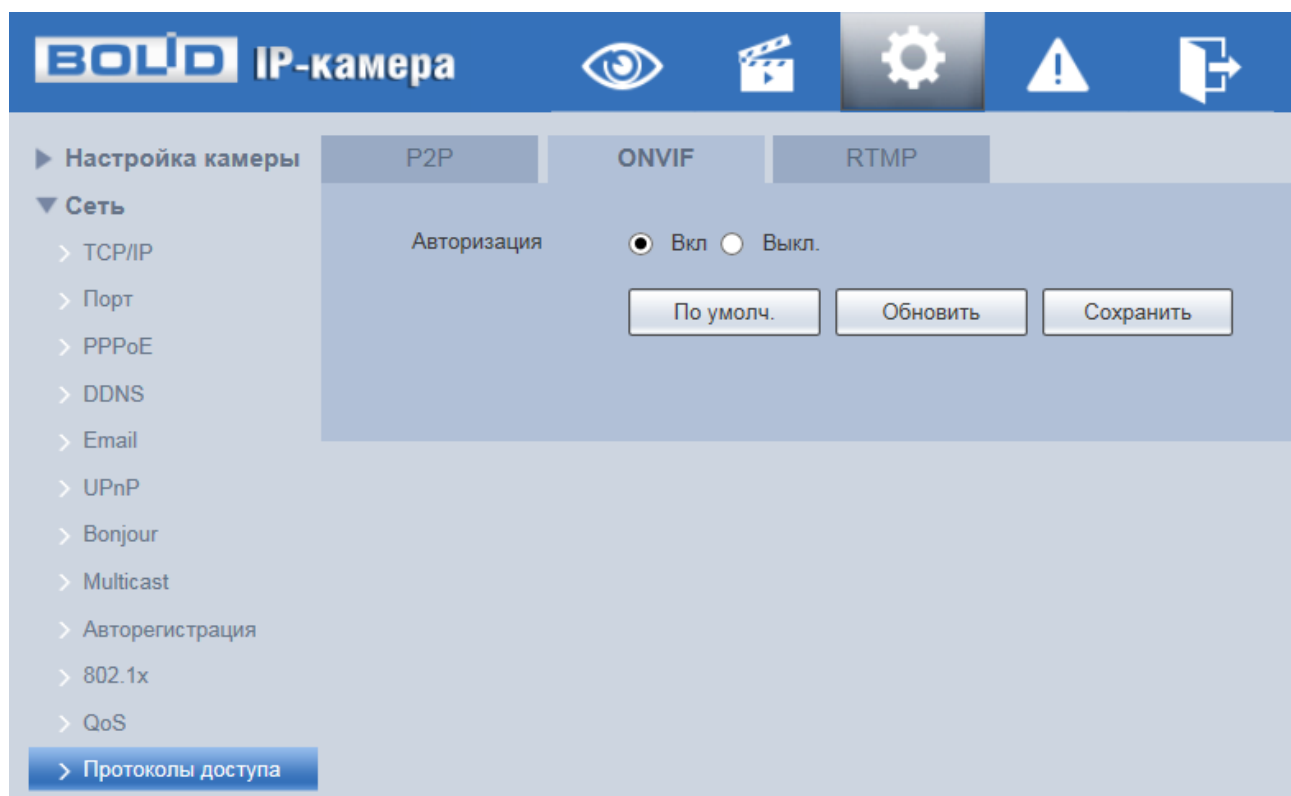 BOLID IP-камера
Настройка камеры
P2P
ONVIF
RTMP
Сеть
Авторизация
Вкл
Выкл.
TCP/IP
Порт
По умолч.
Обновить
Сохранить
PPPoE
DDNS
Email
UPnP
Bonjour
Multicast
Авторегистрация
802.1x
QoS
Протоколы доступа